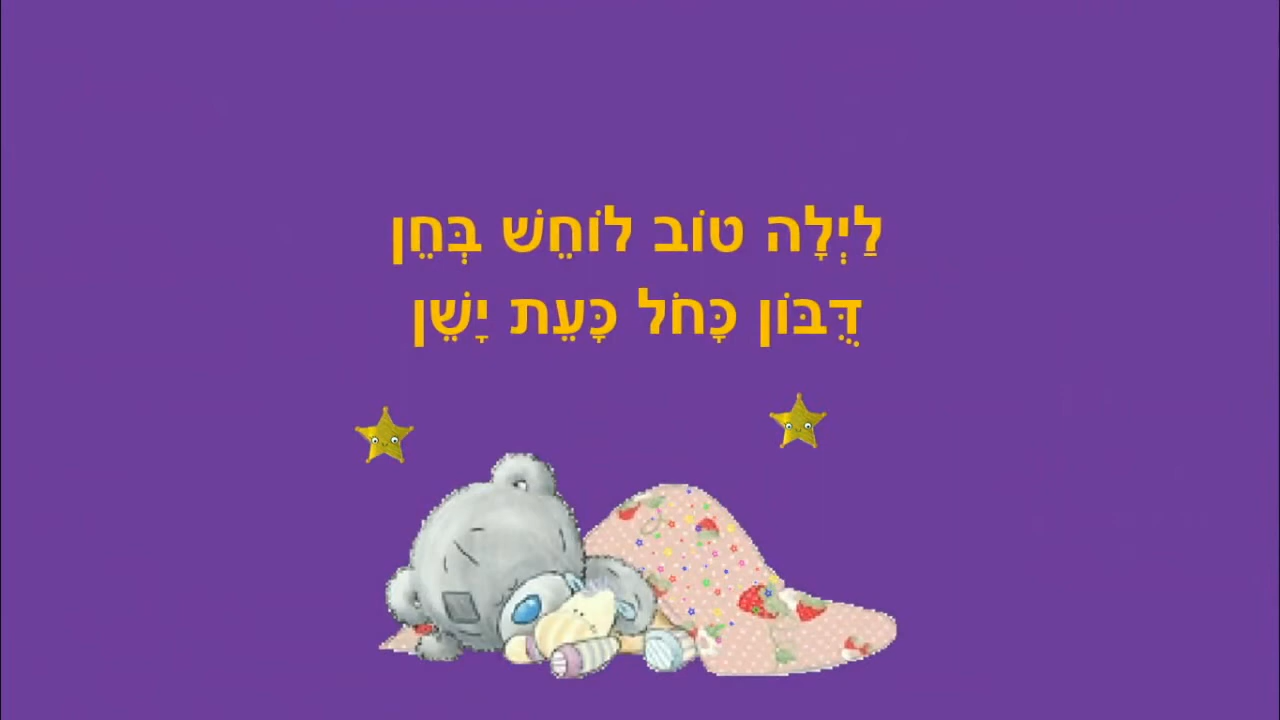 לַיְלָה טוֹב לוֹחֵשׁ בְּחֵן
דֻּבּוֹן כָּחֹל כָּעֵת יָשֵׁן